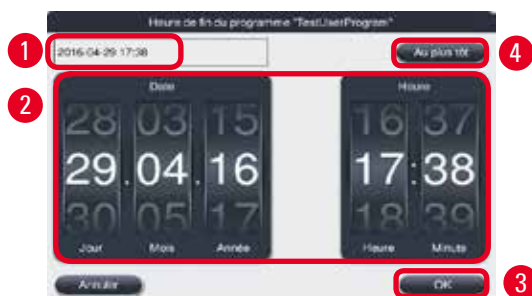 Heure de fin du programme "TestUserProgram"
1
2016-04-29 17:38
Au plus tôt
4
2
Date
Heure
28 03 15
16 37
29.04.16
17:38
30 05 17
18 39
Jour Mois Année
Heure Minute
Annuler
OK
3